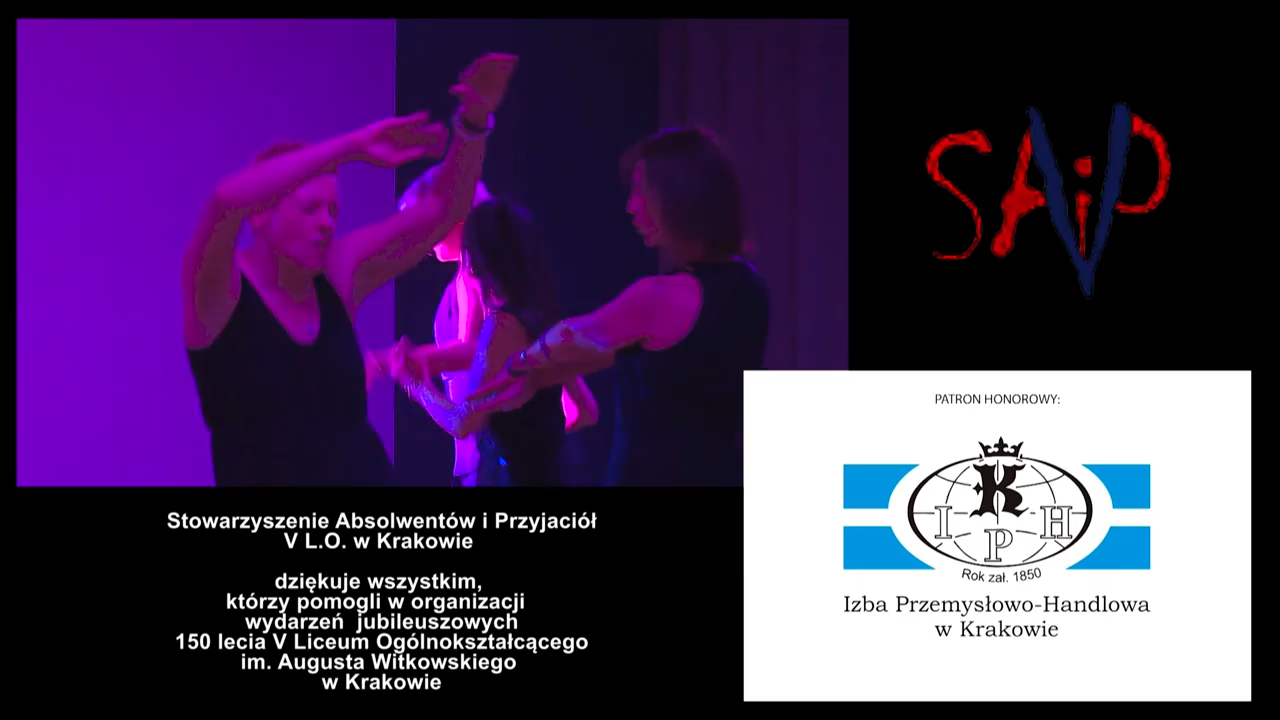 SAiP
V
Stowarzyszenie Absolwentów i Przyjaciół
V L.O. w Krakowie
dziękuje wszystkim,
którzy pomogli w organizacji
wydarzeń jubileuszowych
150 lecia V Liceum Ogólnokształcącego
im. Augusta Witkowskiego
w Krakowie
PATRON HONOROWY:
K
I P H
Rok zał. 1850
Izba Przemysłowo-Handlowa
w Krakowie